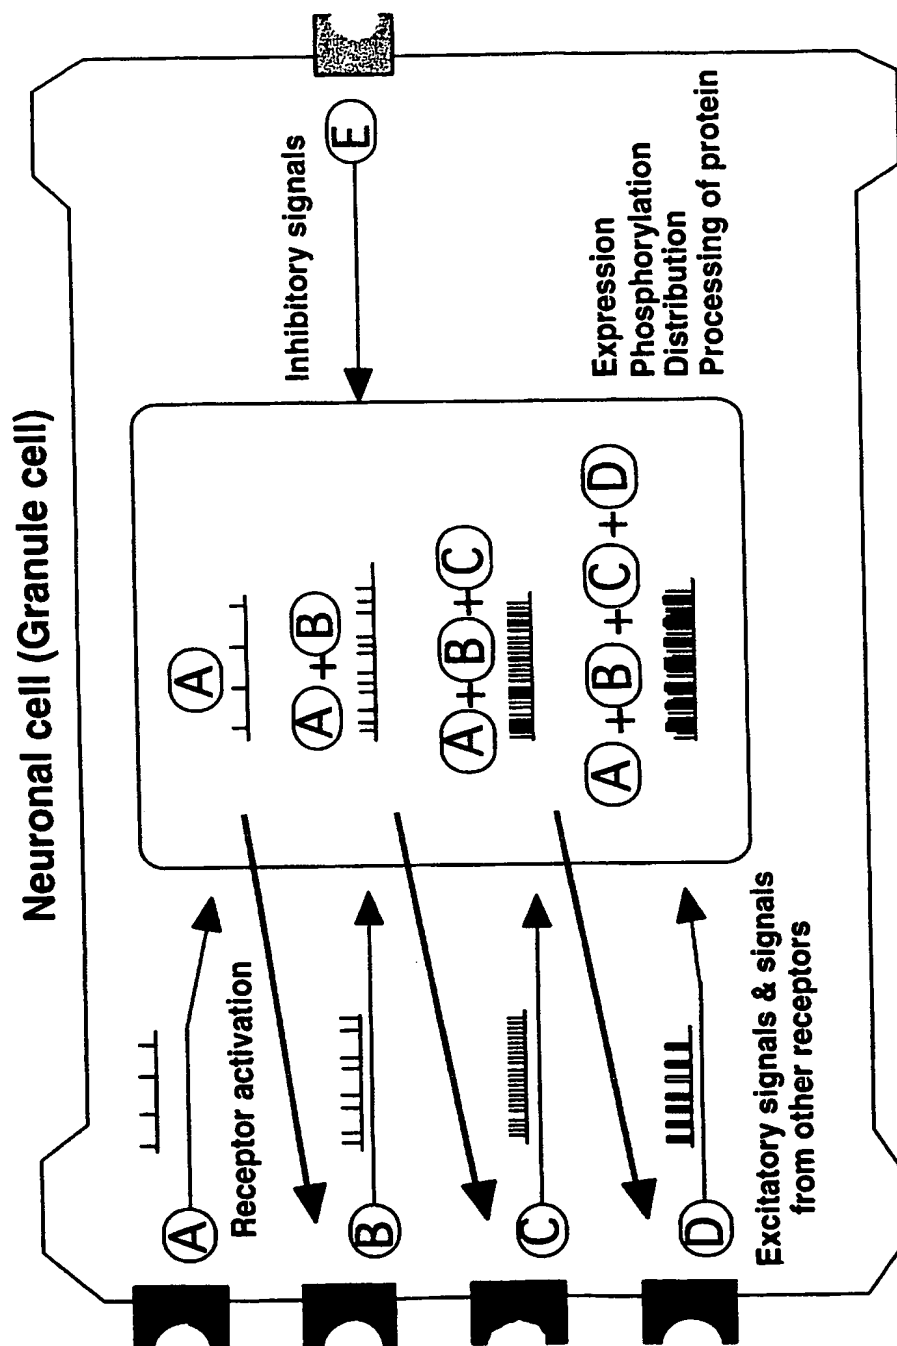 Neuronal cell (Granule cell)
A
Receptor activation
B
C
D
Excitatory signals & signals
from other receptors
A
A+B
A+B+C
A+B+C+D
Inhibitory signals
E
Expression
Phosphorylation
Distribution
Processing of protein